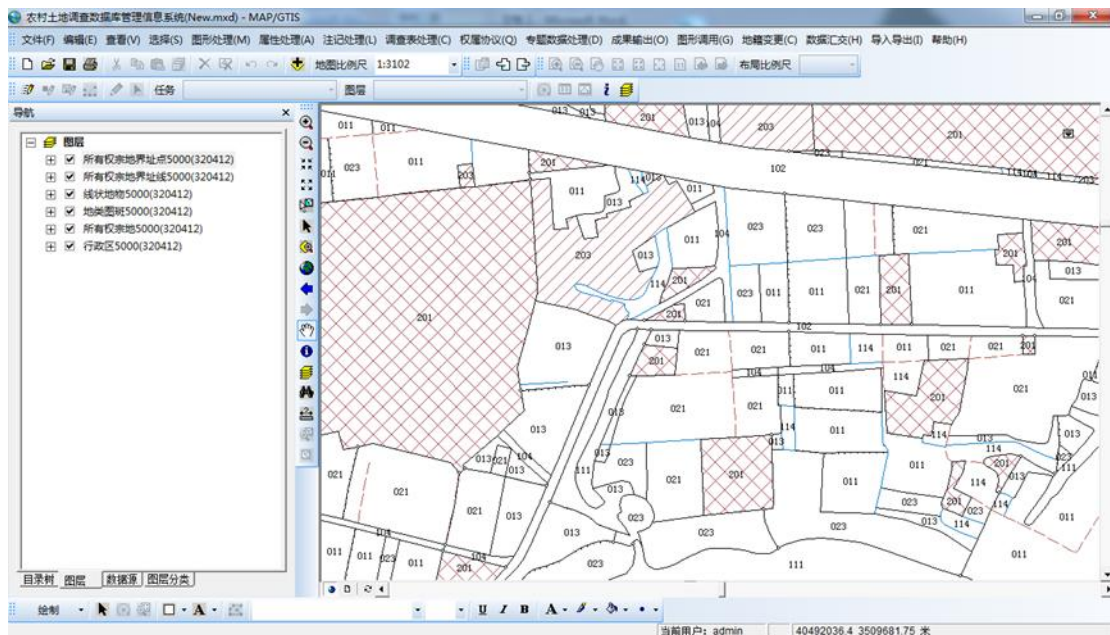 农村土地调查数据库管理信息系统(New.mxd) - MAP/GTIS
文件(F) 编辑(E) 查看(V) 选择(S) 图形处理(M) 属性处理(A) 注记处理(L) 调查表处理(C) 权属协议(Q) 专题数据处理(D) 成果输出(O) 图形调用(G) 地籍变更(C) 数据汇交(H) 导入导出(I) 帮助(H)
地图比例尺 1:3102 布局比例尺
任务 图层
导航
图层
所有权宗地界址点5000(320412)
所有权宗地界址线5000(320412)
线状地物5000(320412)
地类图斑5000(320412)
所有权宗地5000(320412)
行政区5000(320412)
013 013 201 013 104 203 201
011 011
023 011 203 201 102 023 021
011 013 114 104 023 023 021 201
203 013 011 201 013
114 201 021 023 011 011 021 201 011 104 021
201 201 102
013 013 201 021 021 011 114 011 021 021 201
104 104 114 011 013
013 021 021 011 011 201 021
013 114 114 013 013
013 021 104 013 111 013 023 021 201 011 011 114 201 013 023 111
021 021 021 013 013 023 023 201 023 114 011
104 013 023 023 013 114
011 011 023 011 104 201 023 111 011
目录树 图层 数据源 图层分类
绘制 A U I B A
当前用户: admin 40492036.4 3509681.75 米